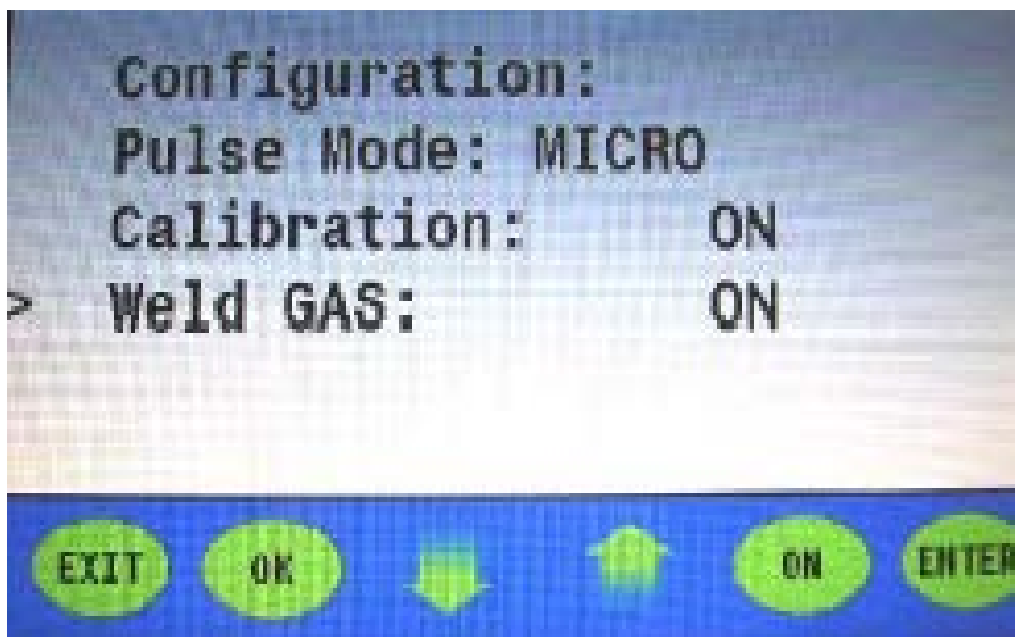 Configuration:
Pulse Mode: MICRO
Calibration: ON
> Weld GAS: ON
EXIT OK ON ENTER